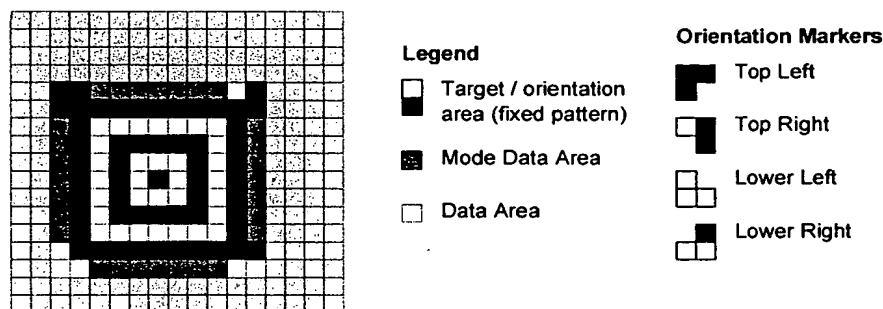 Legend
Target / orientation
area (fixed pattern)
Mode Data Area
Data Area
Orientation Markers
Top Left
Top Right
Lower Left
Lower Right